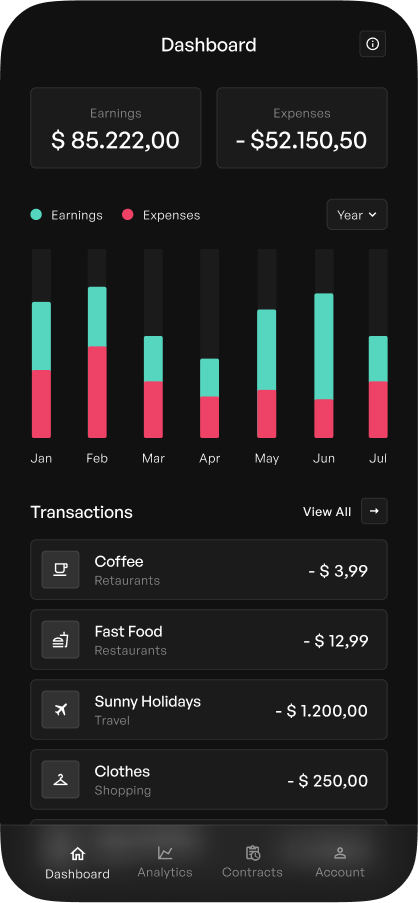 Dashboard
Earnings
Expenses
$ 85.222,00
- $52.150,50
Earnings
Expenses
Year
Jan Feb Mar Apr May Jun Jul
Transactions
View All
Coffee
Retaurants
- $ 3,99
Fast Food
Restaurants
- $ 12,99
Sunny Holidays
Travel
- $ 1.200,00
Clothes
Shopping
- $ 250,00
Dashboard
Analytics
Contracts
Account